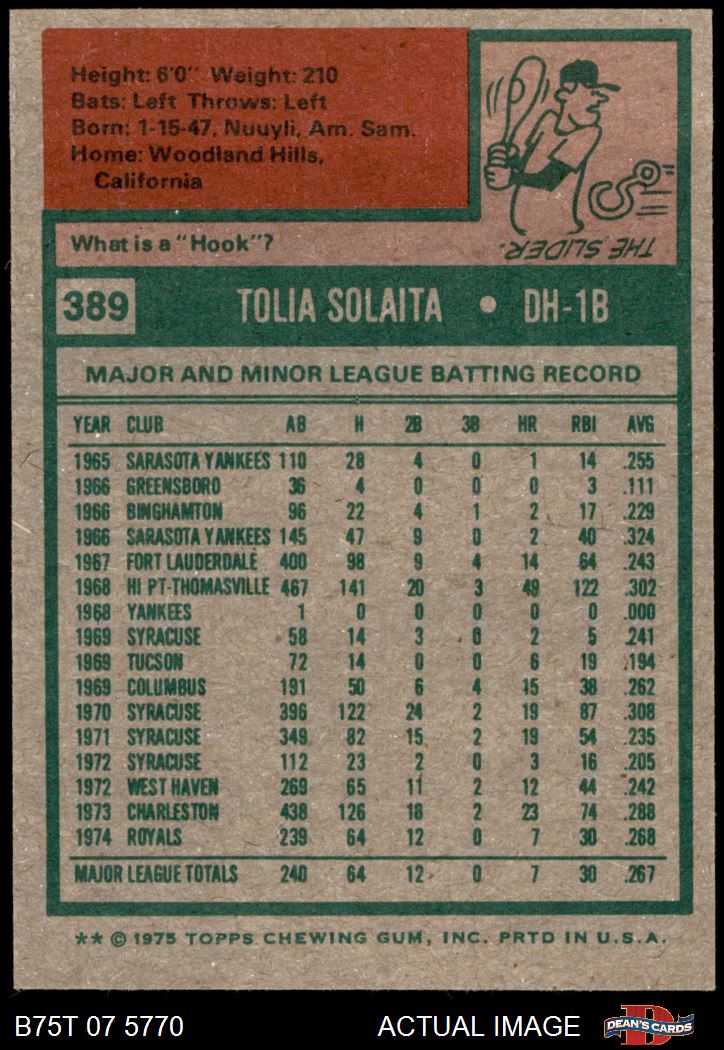 Height: 6'0" Weight: 210
Bats: Left Throws: Left
Born: 1-15-47, Nuuyli, Am. Sam.
Home: Woodland Hills,
California
What is a "Hook"?
THE SLIDER.
389 TOLIA SOLAITA • DH-1B
MAJOR AND MINOR LEAGUE BATTING RECORD
YEAR CLUB AB H 2B 3B HR RBI AVG
1965 SARASOTA YANKEES 110 28 4 0 1 14 .255
1966 GREENSBORO 36 4 0 0 0 3 .111
1966 BINGHAMTON 96 22 4 1 2 17 .229
1966 SARASOTA YANKEES 145 47 9 0 2 40 .324
1967 FORT LAUDERDALE 400 98 9 4 14 64 .243
1968 HI PT-THOMASVILLE 467 141 20 3 49 122 .302
1968 YANKEES 1 0 0 0 0 0 .000
1969 SYRACUSE 58 14 3 0 2 5 .241
1969 TUCSON 72 14 0 0 6 19 .194
1969 COLUMBUS 191 50 6 4 15 38 .262
1970 SYRACUSE 396 122 24 2 19 87 .308
1971 SYRACUSE 349 82 15 2 19 54 .235
1972 SYRACUSE 112 23 2 0 3 16 .205
1972 WEST HAVEN 269 65 11 2 12 44 .242
1973 CHARLESTON 438 126 18 2 23 74 .288
1974 ROYALS 239 64 12 0 7 30 .268
MAJOR LEAGUE TOTALS 240 64 12 0 7 30 .267
** © 1975 TOPPS CHEWING GUM, INC. PRTD IN U.S.A.
B75T 07 5770 ACTUAL IMAGE D DEAN'S CARDS